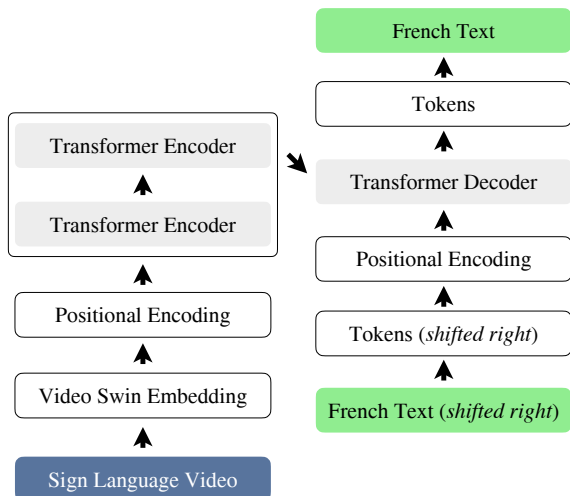 French Text
Tokens
Transformer Encoder
Transformer Decoder
Transformer Encoder
Positional Encoding
Positional Encoding
Tokens (shifted right)
Video Swin Embedding
French Text (shifted right)
Sign Language Video